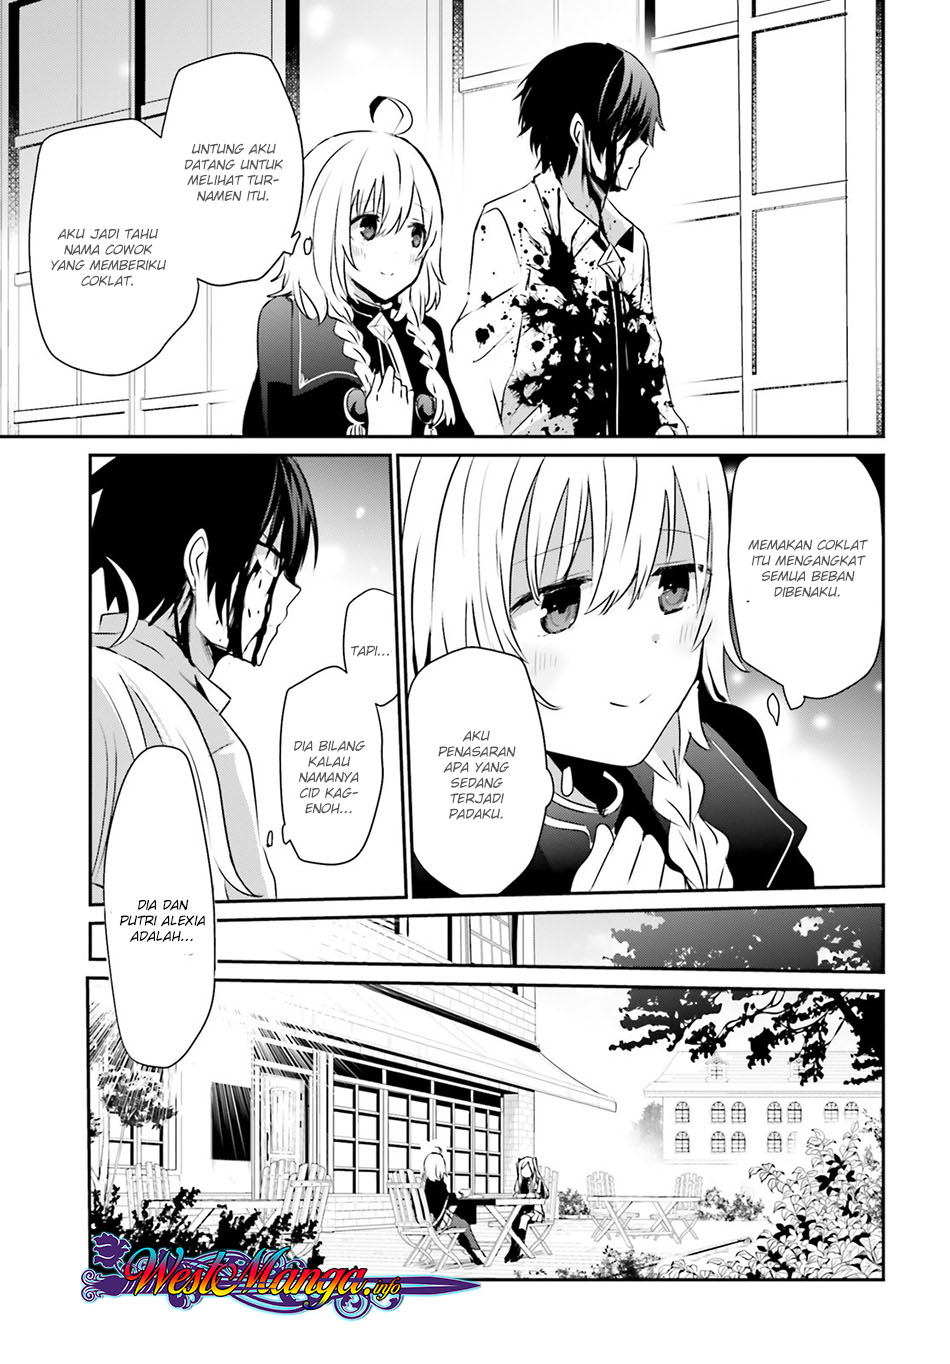 UNTUNG AKU
DATANG UNTUK
MELIHAT TUR-
NAMEN ITU.
AKU JADI TAHU
NAMA COWOK
YANG MEMBERIKU
COKLAT.
MEMAKAN COKLAT
ITU MENGANGKAT
SEMUA BEBAN
DIBENAKU.
AKU
PENASARAN
APA YANG
SEDANG
TERJADI
PADAKU.
TAPI...
DIA BILANG
KALAU
NAMANYA
CID KAG-
ENOH...
DIA DAN
PUTRI ALEXIA
ADALAH...
WestManga.info